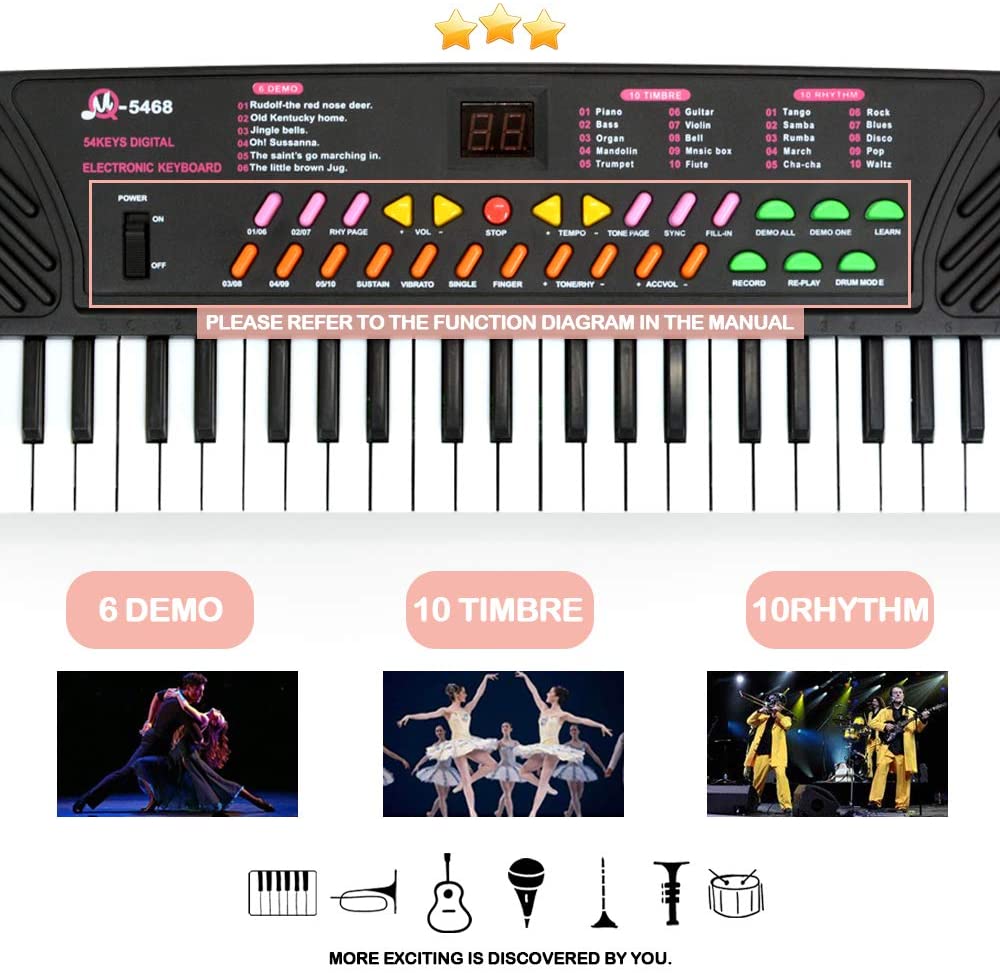 MQ-5468
54KEYS DIGITAL
ELECTRONIC KEYBOARD
6 DEMO
01 Rudolf-the red nose deer.
02 Old Kentucky home.
03 Jingle bells.
04 Oh! Sussanna.
05 The saint's go marching in.
06 The little brown Jug.
10 TIMBRE
01 Piano
02 Bass
03 Organ
04 Mandolin
05 Trumpet
06 Guitar
07 Violin
08 Bell
09 Mnsic box
10 Fiute
10 RHYTHM
01 Tango
02 Samba
03 Rumba
04 March
05 Cha-cha
06 Rock
07 Blues
08 Disco
09 Pop
10 Waltz
POWER
ON
OFF
01/06 02/07 RHY PAGE + VOL - STOP + TEMPO - TONE PAGE SYNC FILL-IN DEMO ALL DEMO ONE LEARN
03/08 04/09 05/10 SUSTAIN VIBRATO SINGLE FINGER + TONE/RHY - + ACCVOL - RECORD RE-PLAY DRUM MODE
PLEASE REFER TO THE FUNCTION DIAGRAM IN THE MANUAL
3 4 5 6
6 DEMO
10 TIMBRE
10RHYTHM
MORE EXCITING IS DISCOVERED BY YOU.